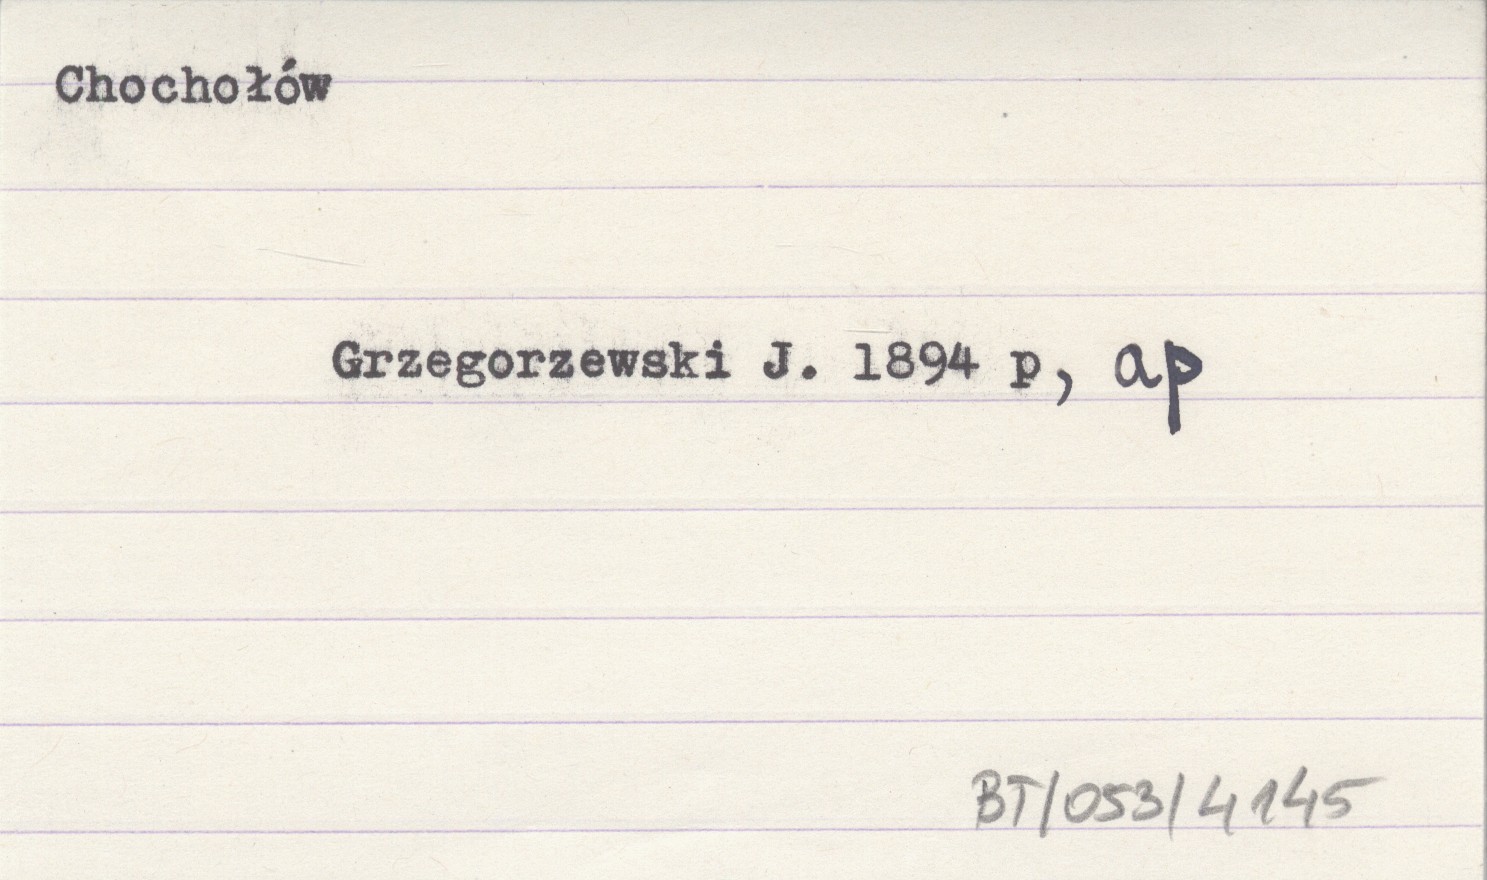 Chochołów
Grzegorzewski J. 1894 p, ap
BT/053/4145